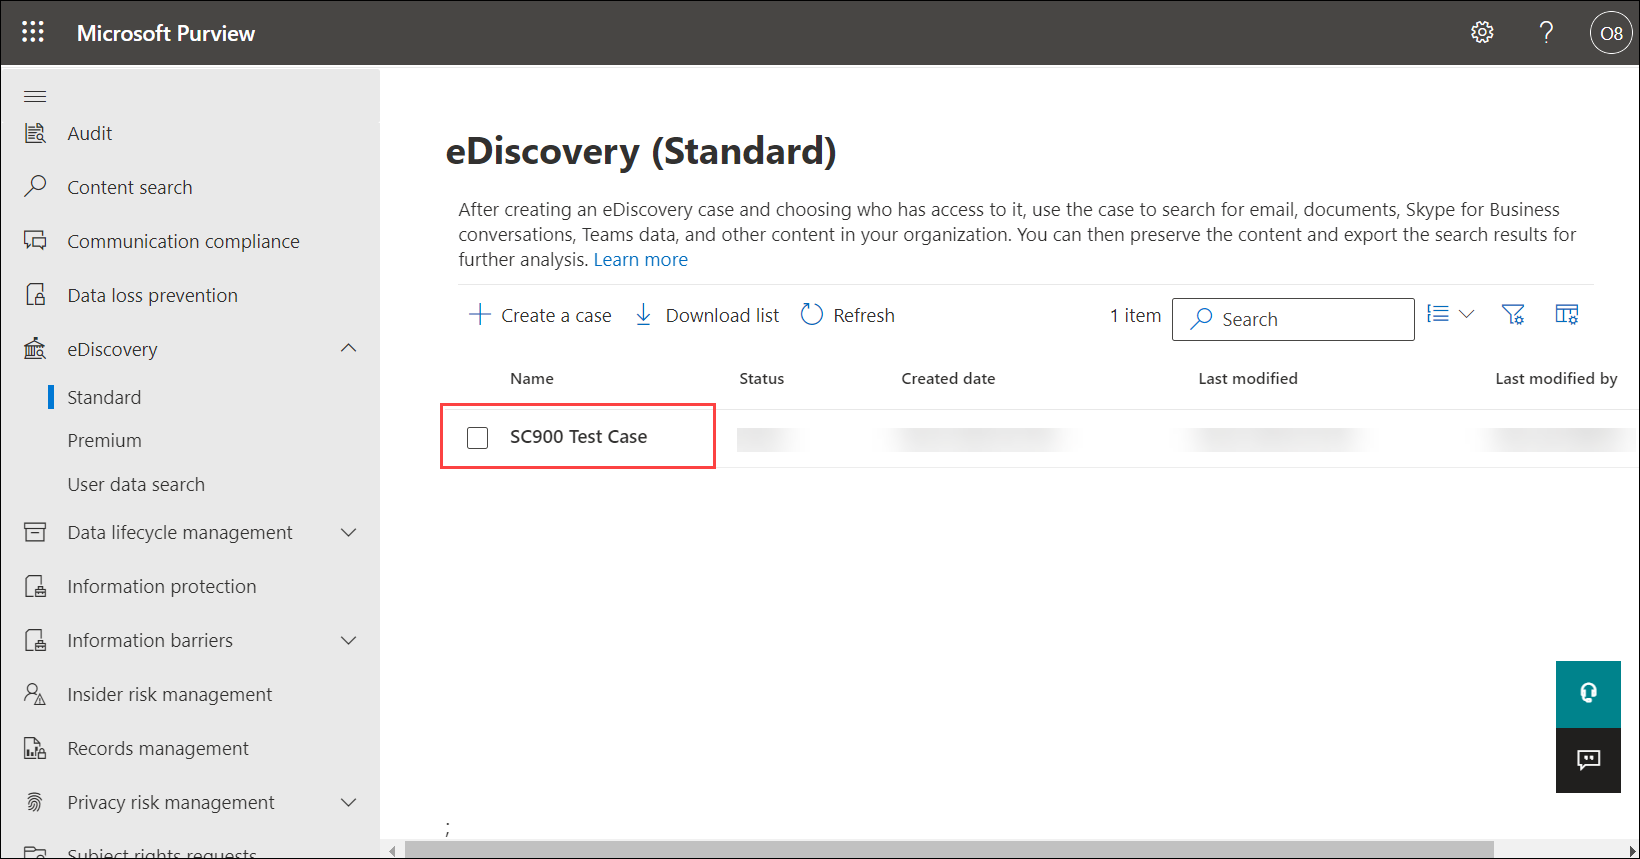 Microsoft Purview
O8
Audit
Content search
Communication compliance
Data loss prevention
eDiscovery
Standard
Premium
User data search
Data lifecycle management
Information protection
Information barriers
Insider risk management
Records management
Privacy risk management
Subject rights requests
eDiscovery (Standard)
After creating an eDiscovery case and choosing who has access to it, use the case to search for email, documents, Skype for Business
conversations, Teams data, and other content in your organization. You can then preserve the content and export the search results for
further analysis. Learn more
Create a case Download list Refresh 1 item Search
Name Status Created date Last modified Last modified by
SC900 Test Case
;